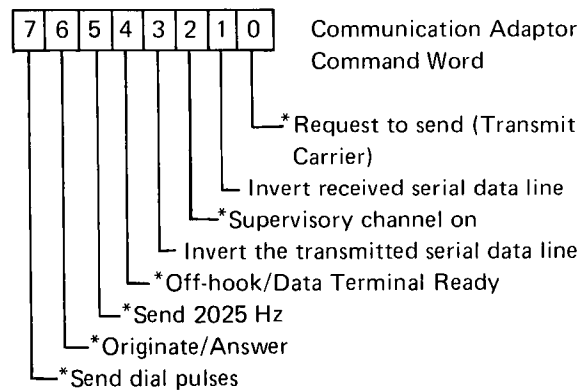 7 6 5 4 3 2 1 0 Communication Adaptor
Command Word
*Request to send (Transmit
Carrier)
Invert received serial data line
*Supervisory channel on
Invert the transmitted serial data line
*Off-hook/Data Terminal Ready
*Send 2025 Hz
*Originate/Answer
*Send dial pulses